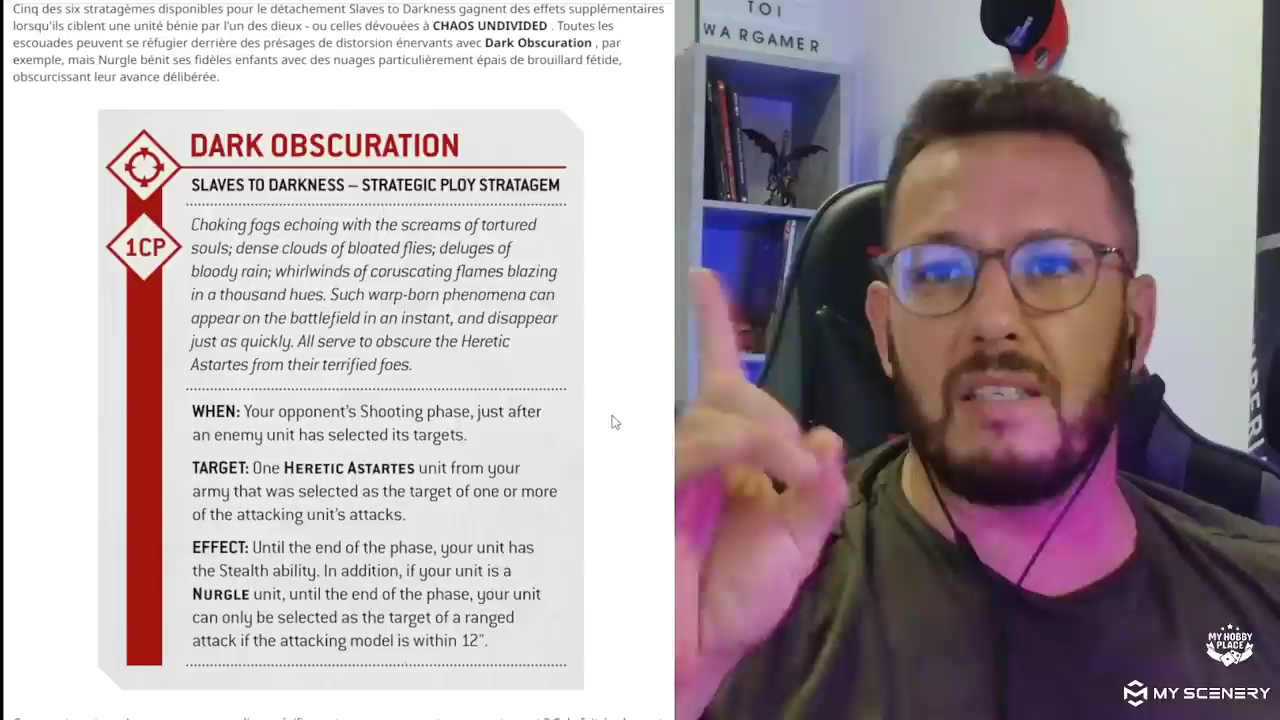 Cinq des six stratagèmes disponibles pour le détachement Slaves to Darkness gagnent des effets supplémentaires
lorsqu'ils ciblent une unité bénie par l'un des dieux - ou celles dévouées à CHAOS UNDIVIDED . Toutes les
escouades peuvent se réfugier derrière des présages de distorsion énervants avec Dark Obscuration , par
exemple, mais Nurgle bénit ses fidèles enfants avec des nuages particulièrement épais de brouillard fétide,
obscurcissant leur avance délibérée.
DARK OBSCURATION
SLAVES TO DARKNESS – STRATEGIC PLOY STRATAGEM
1CP
Choking fogs echoing with the screams of tortured
souls; dense clouds of bloated flies; deluges of
bloody rain; whirlwinds of coruscating flames blazing
in a thousand hues. Such warp-born phenomena can
appear on the battlefield in an instant, and disappear
just as quickly. All serve to obscure the Heretic
Astartes from their terrified foes.
WHEN: Your opponent's Shooting phase, just after
an enemy unit has selected its targets.
TARGET: One HERETIC ASTARTES unit from your
army that was selected as the target of one or more
of the attacking unit's attacks.
EFFECT: Until the end of the phase, your unit has
the Stealth ability. In addition, if your unit is a
NURGLE unit, until the end of the phase, your unit
can only be selected as the target of a ranged
attack if the attacking model is within 12".
TOI
WARGAMER
MY HOBBY
PLACE
MY SCENERY